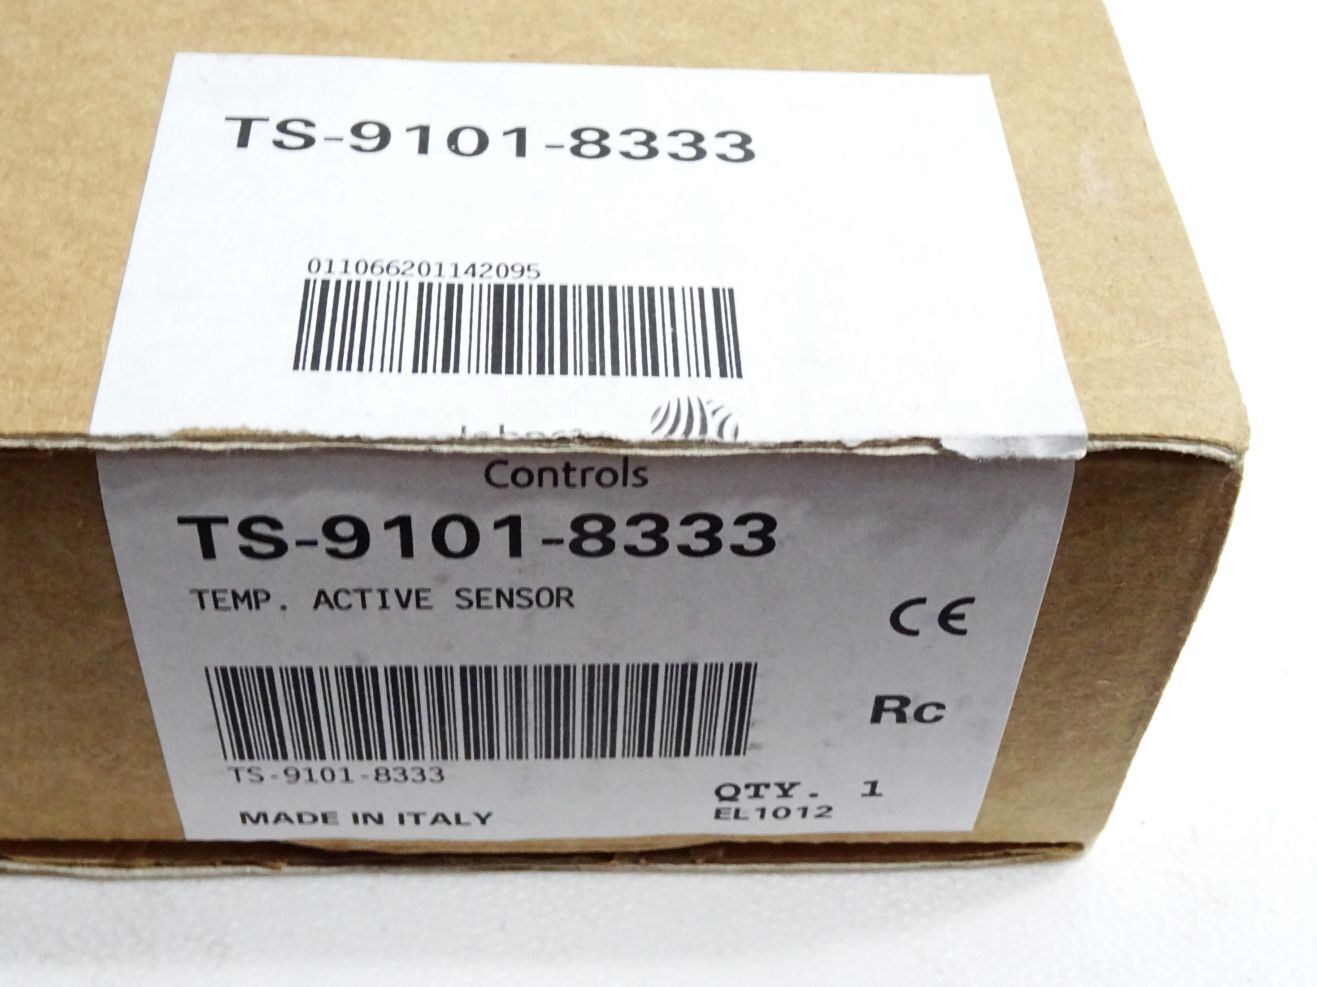 TS-9101-8333
011066201142095
Controls
TS-9101-8333
TEMP. ACTIVE SENSOR
CE
Rc
TS-9101-8333
QTY. 1
MADE IN ITALY
EL1012